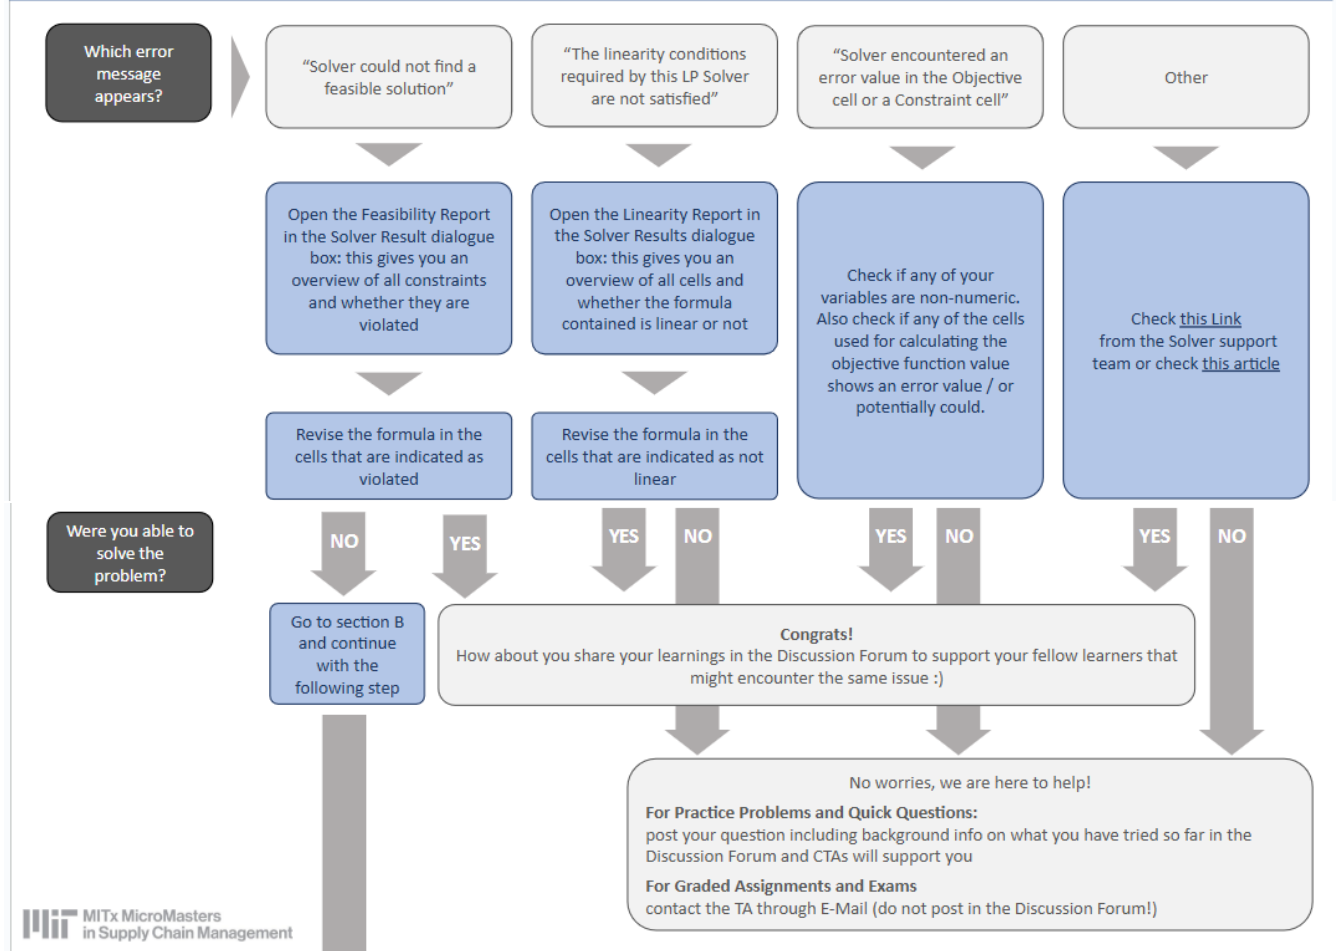 Which error
message
appears?
“Solver could not find a
feasible solution”
“The linearity conditions
required by this LP Solver
are not satisfied”
“Solver encountered an
error value in the Objective
cell or a Constraint cell”
Other
Open the Feasibility Report
in the Solver Result dialogue
box: this gives you an
overview of all constraints
and whether they are
violated
Open the Linearity Report in
the Solver Results dialogue
box: this gives you an
overview of all cells and
whether the formula
contained is linear or not
Check if any of your
variables are non-numeric.
Also check if any of the cells
used for calculating the
objective function value
shows an error value / or
potentially could.
Check this Link
from the Solver support
team or check this article
Revise the formula in the
cells that are indicated as
violated
Revise the formula in the
cells that are indicated as not
linear
Were you able to
solve the
problem?
NO
YES
YES
NO
YES
NO
YES
NO
Go to section B
and continue
with the
following step
Congrats!
How about you share your learnings in the Discussion Forum to support your fellow learners that
might encounter the same issue :)
No worries, we are here to help!
For Practice Problems and Quick Questions:
post your question including background info on what you have tried so far in the
Discussion Forum and CTAs will support you
For Graded Assignments and Exams
contact the TA through E-Mail (do not post in the Discussion Forum!)
MIT MITx MicroMasters
in Supply Chain Management